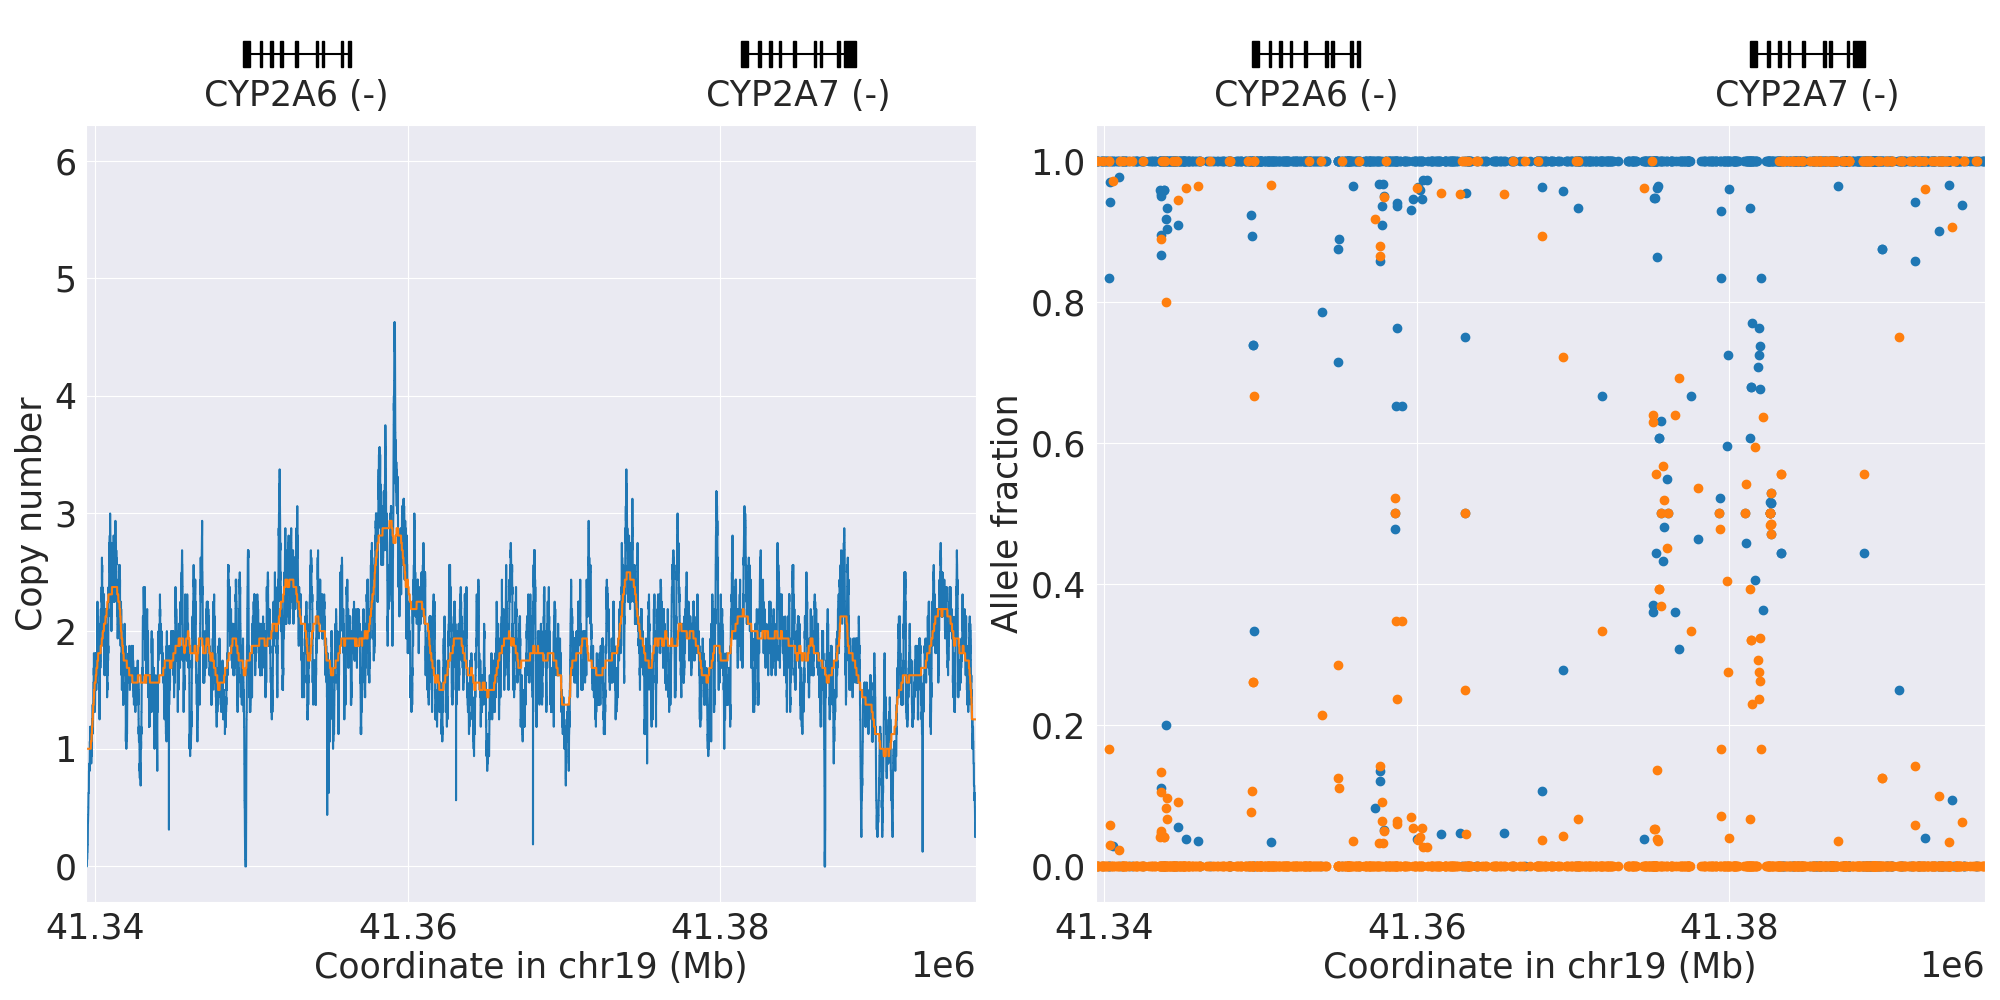 CYP2A6 (-)
CYP2A7 (-)
CYP2A6 (-)
CYP2A7 (-)
6
5
4
3
2
1
0
Copy number
41.34
41.36
41.38
Coordinate in chr19 (Mb)
1e6
1.0
0.8
0.6
0.4
0.2
0.0
Allele fraction
41.34
41.36
41.38
Coordinate in chr19 (Mb)
1e6